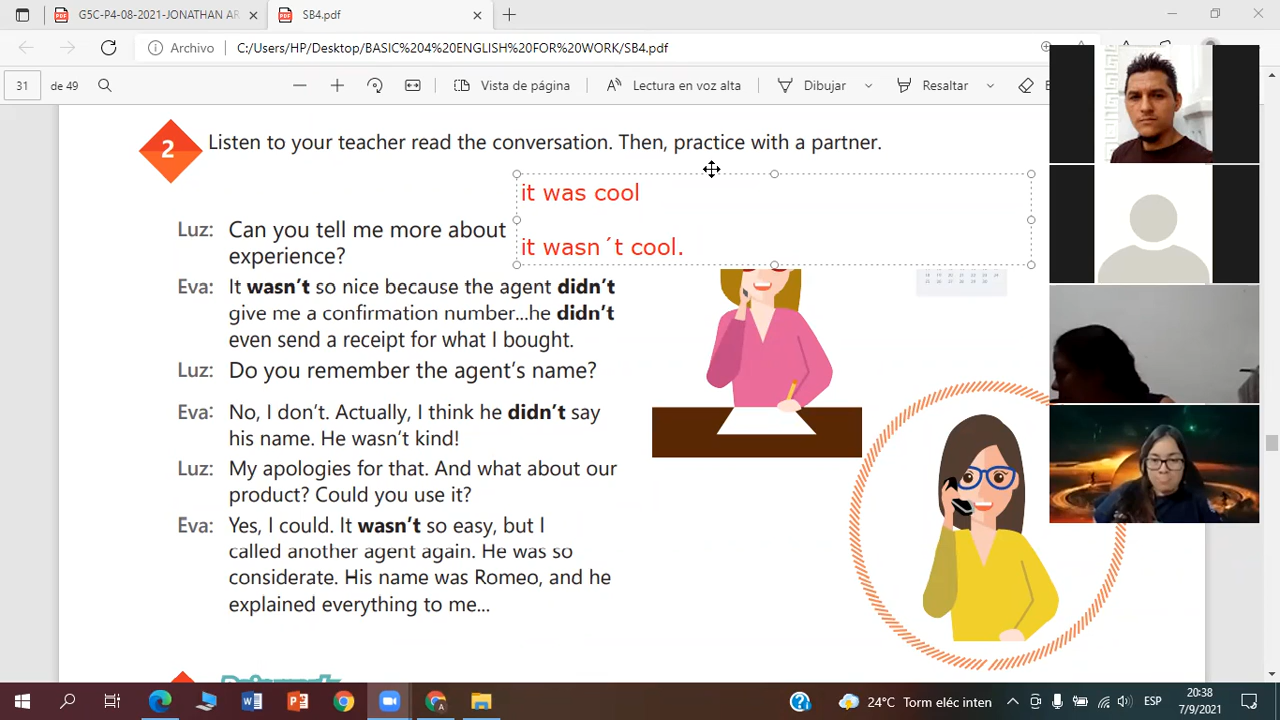 G5C-P4-08-2021-JONATHAN AR
SB4.pdf
Archivo
C:/Users/HP/Desktop/BASIC%204%20ENGLISH%20FOR%20WORK/SB4.pdf
31 de 49
Vista de página
Lectura en voz alta
Dibujar
Resaltar
2
Listen to your teacher read the conversation. Then, practice with a partner.
it was cool
it wasn´t cool.
Luz: Can you tell me more about
experience?
Eva: It wasn't so nice because the agent didn't
give me a confirmation number...he didn't
even send a receipt for what I bought.
Luz: Do you remember the agent's name?
Eva: No, I don't. Actually, I think he didn't say
his name. He wasn't kind!
Luz: My apologies for that. And what about our
product? Could you use it?
Eva: Yes, I could. It wasn't so easy, but I
called another agent again. He was so
considerate. His name was Romeo, and he
explained everything to me...
24°C Torm eléc inten
ESP
20:38
7/9/2021